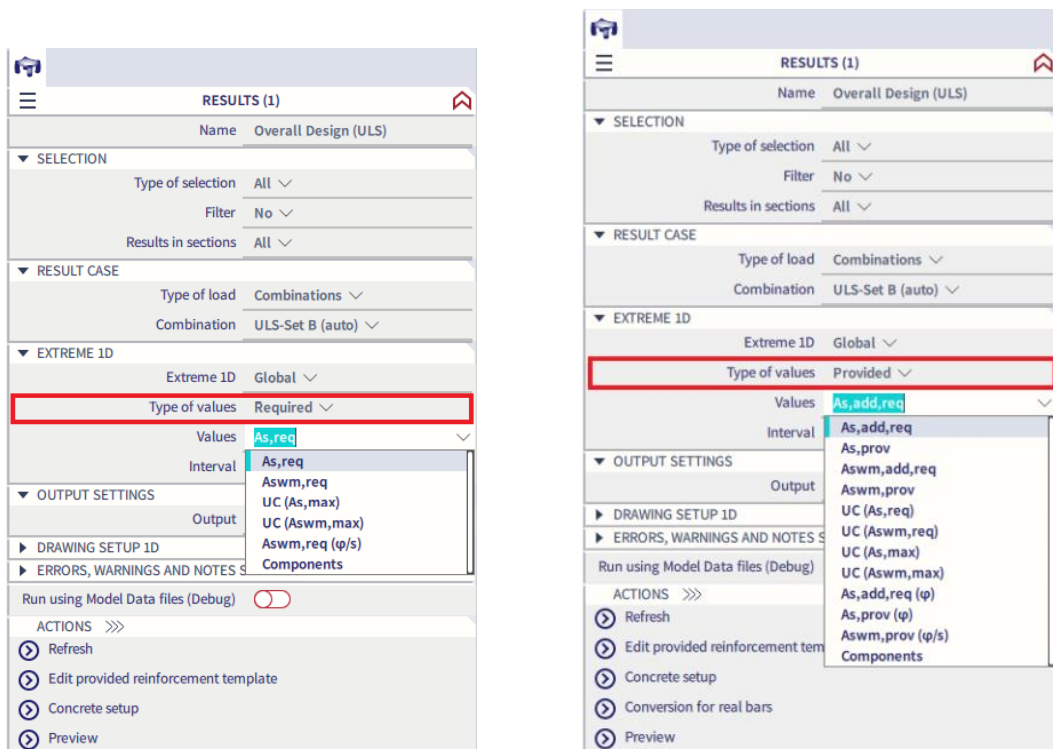 RESULTS (1)
Name Overall Design (ULS)
SELECTION
Type of selection All
Filter No
Results in sections All
RESULT CASE
Type of load Combinations
Combination ULS-Set B (auto)
EXTREME 1D
Extreme 1D Global
Type of values Required
Values As,req
Interval
As,req
Aswm,req
UC (As,max)
UC (Aswm,max)
Aswm,req (φ/s)
Components
OUTPUT SETTINGS
Output
DRAWING SETUP 1D
ERRORS, WARNINGS AND NOTES S
Run using Model Data files (Debug)
ACTIONS >>>
Refresh
Edit provided reinforcement template
Concrete setup
Preview
RESULTS (1)
Name Overall Design (ULS)
SELECTION
Type of selection All
Filter No
Results in sections All
RESULT CASE
Type of load Combinations
Combination ULS-Set B (auto)
EXTREME 1D
Extreme 1D Global
Type of values Provided
Values As,add,req
Interval
As,add,req
As,prov
Aswm,add,req
Aswm,prov
UC (As,req)
UC (Aswm,req)
UC (As,max)
UC (Aswm,max)
As,add,req (φ)
As,prov (φ)
Aswm,prov (φ/s)
Components
OUTPUT SETTINGS
Output
DRAWING SETUP 1D
ERRORS, WARNINGS AND NOTES S
Run using Model Data files (Debug)
ACTIONS >>>
Refresh
Edit provided reinforcement tem
Concrete setup
Conversion for real bars
Preview